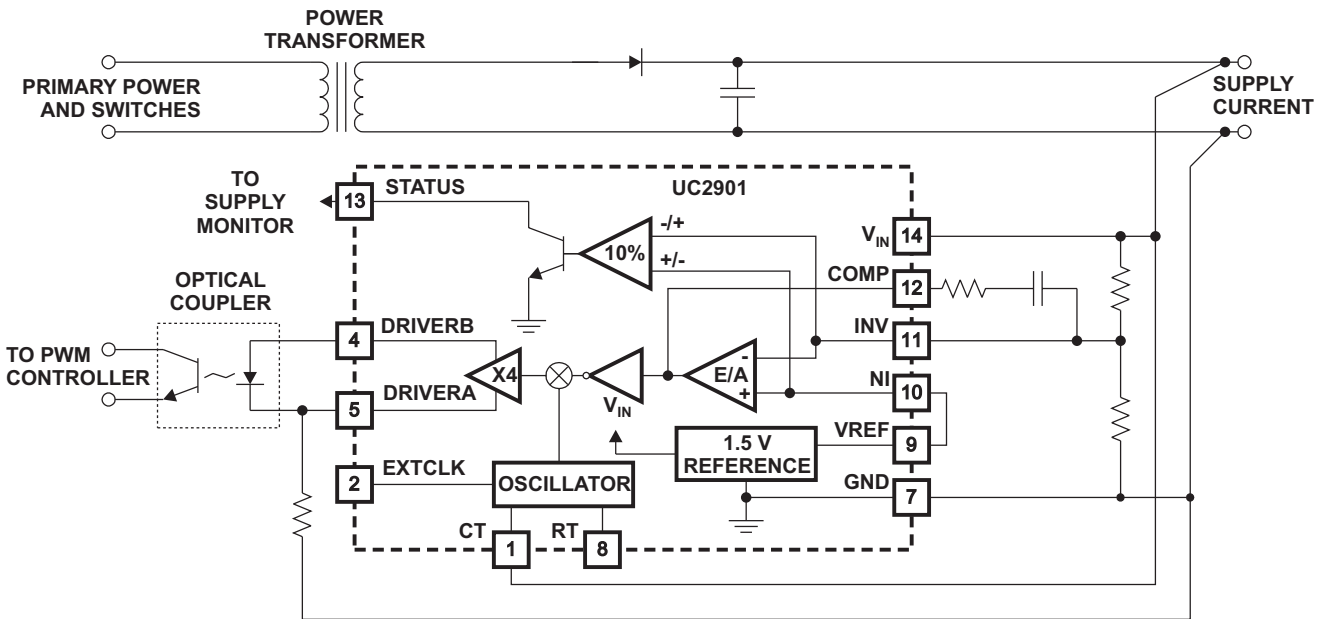 POWER
TRANSFORMER
PRIMARY POWER
AND SWITCHES
SUPPLY
CURRENT
TO
SUPPLY
MONITOR
13
STATUS
UC2901
-/+
10%
+/-
VIN
14
COMP
12
OPTICAL
COUPLER
DRIVERB
4
INV
11
TO PWM
CONTROLLER
X4
E/A
-
+
NI
10
DRIVERA
5
VIN
VREF
9
1.5 V
REFERENCE
EXTCLK
2
OSCILLATOR
GND
7
CT
1
RT
8